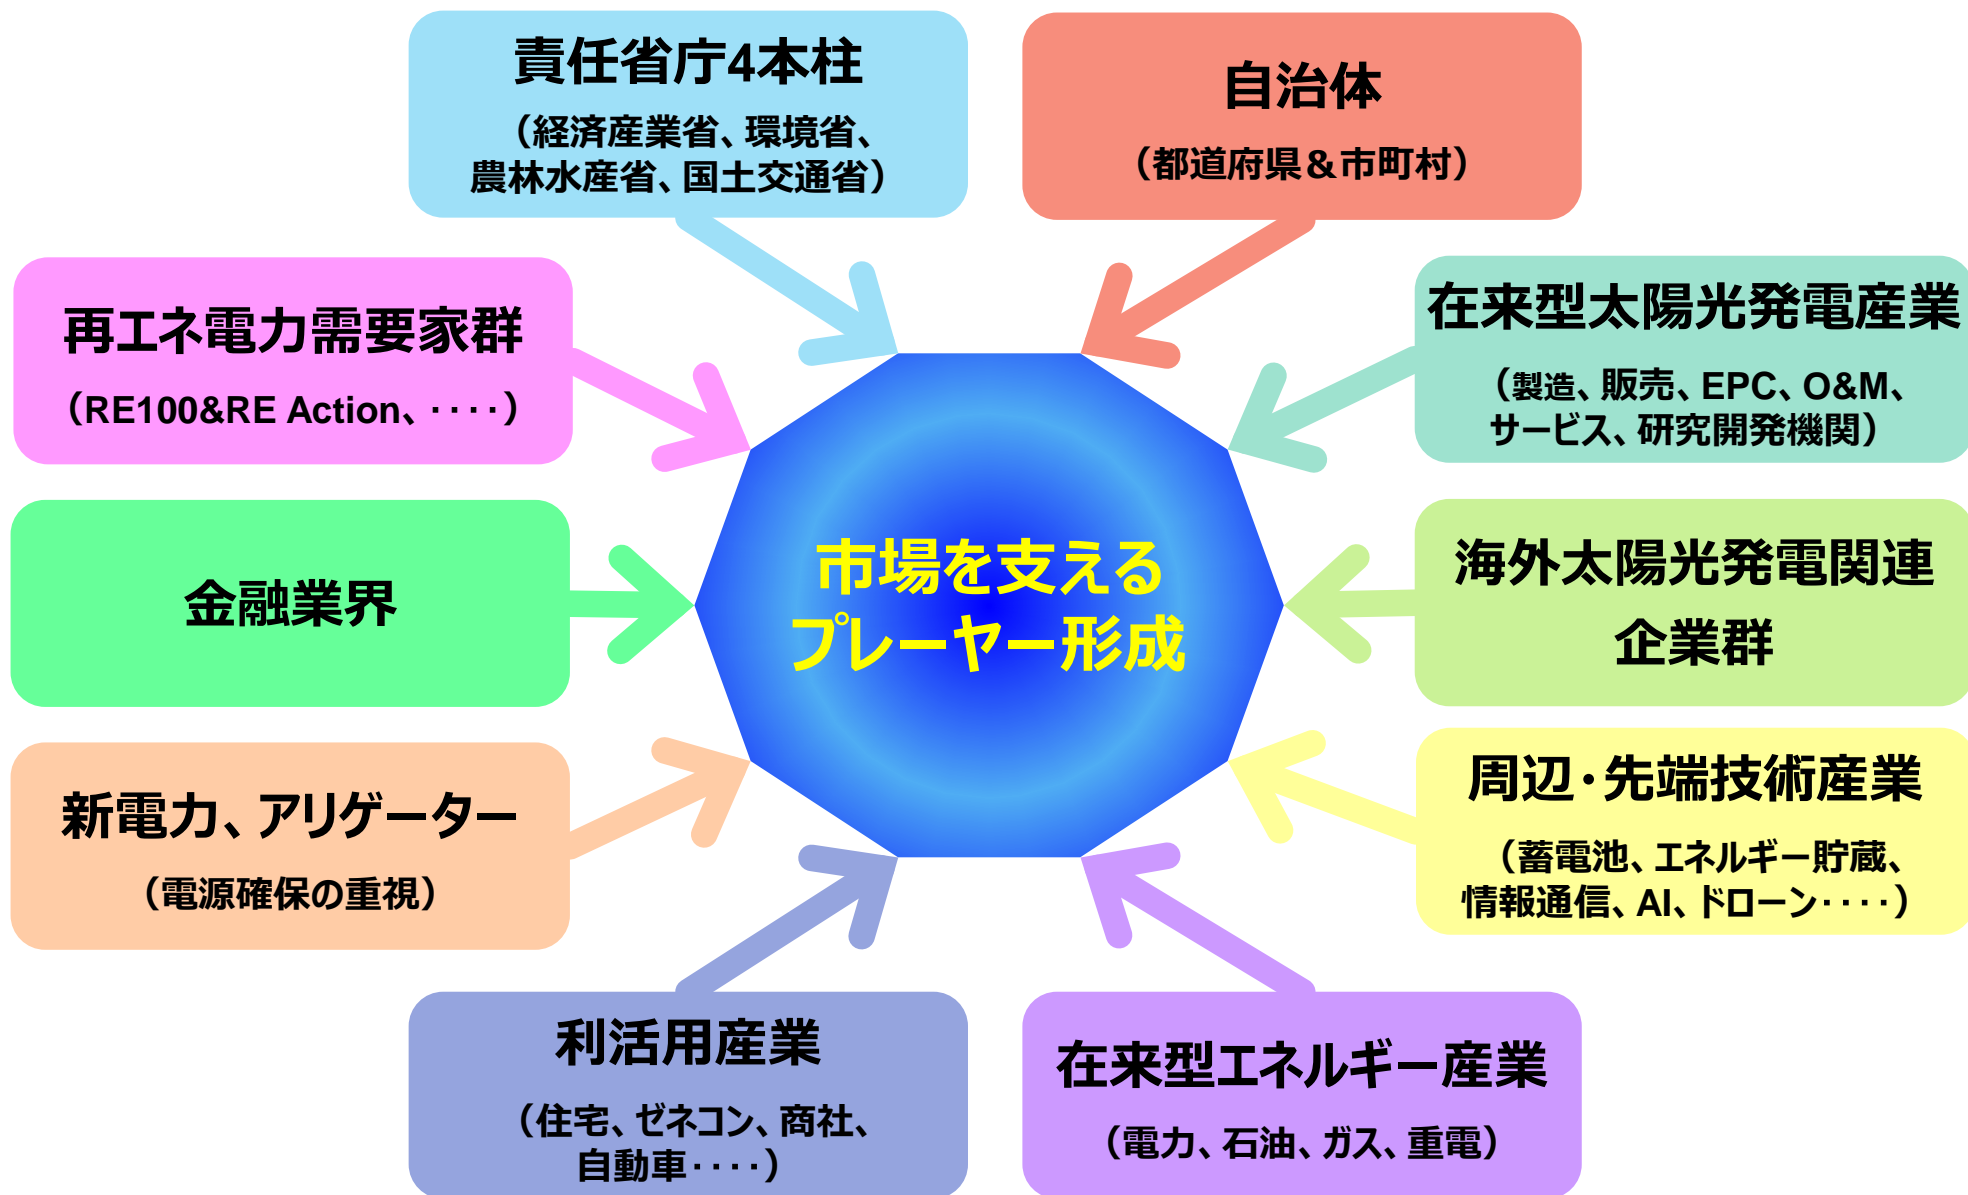 責任省庁4本柱
（経済産業省、環境省、
農林水産省、国土交通省）
自治体
（都道府県＆市町村）
再エネ電力需要家群
（RE100&RE Action、‥‥）
在来型太陽光発電産業
（製造、販売、EPC、O&M、
サービス、研究開発機関）
金融業界
市場を支える
プレーヤー形成
海外太陽光発電関連
企業群
新電力、アリゲーター
（電源確保の重視）
周辺・先端技術産業
（蓄電池、エネルギー貯蔵、
情報通信、AI、ドローン‥‥）
利活用産業
（住宅、ゼネコン、商社、
自動車‥‥）
在来型エネルギー産業
（電力、石油、ガス、重電）